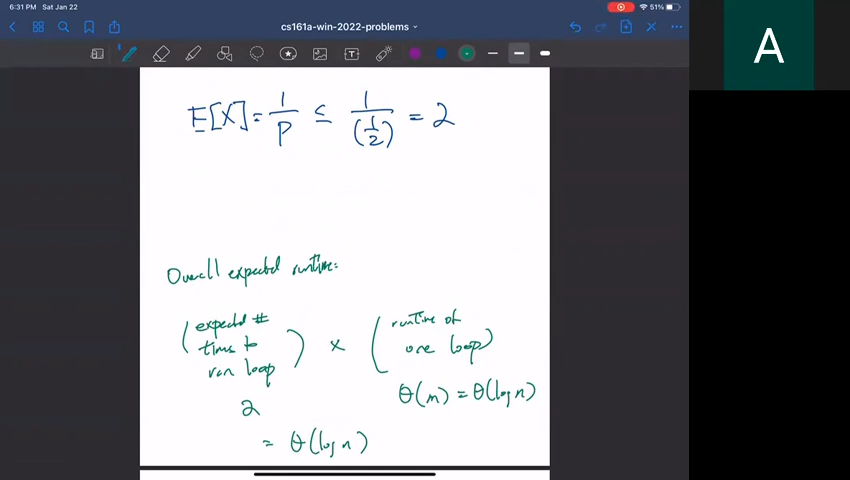 6:31 PM Sat Jan 22
51%
cs161a-win-2022-problems
T
A
E[X] = 1/p ≤ 1/(1/2) = 2
Overall expected runtime:
(expected # times to run loop) × (runtime of one loop)
2
θ(m) = θ(log n)
= θ(log n)